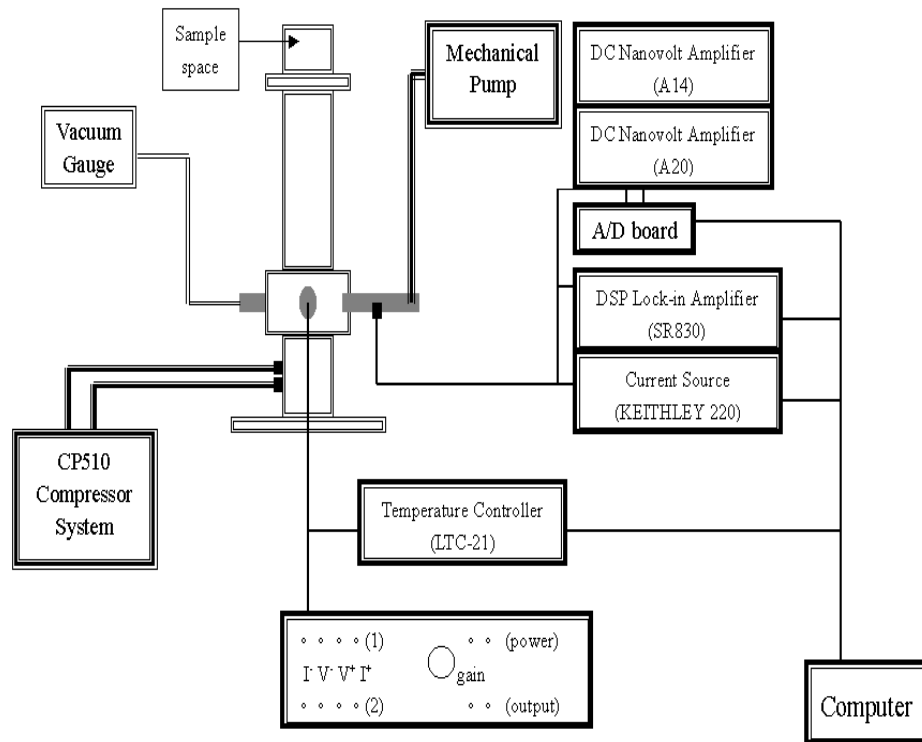 Sample
space
Mechanical
Pump
DC Nanovolt Amplifier
(A14)
Vacuum
Gauge
DC Nanovolt Amplifier
(A20)
A/D board
DSP Lock-in Amplifier
(SR830)
Current Source
(KEITHLEY 220)
CP510
Compressor
System
Temperature Controller
(LTC-21)
(1) (power)
I⁻ V⁻ V⁺ I⁺ gain
(2) (output)
Computer